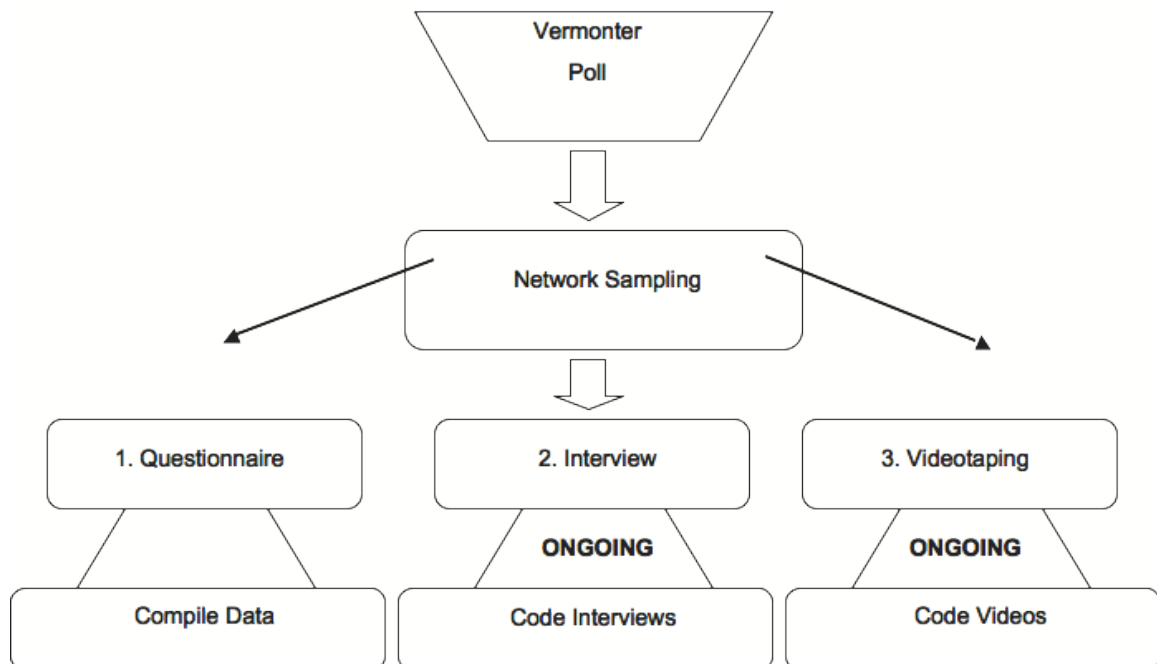 Vermonter
Poll
Network Sampling
1. Questionnaire
2. Interview
3. Videotaping
ONGOING
ONGOING
Compile Data
Code Interviews
Code Videos